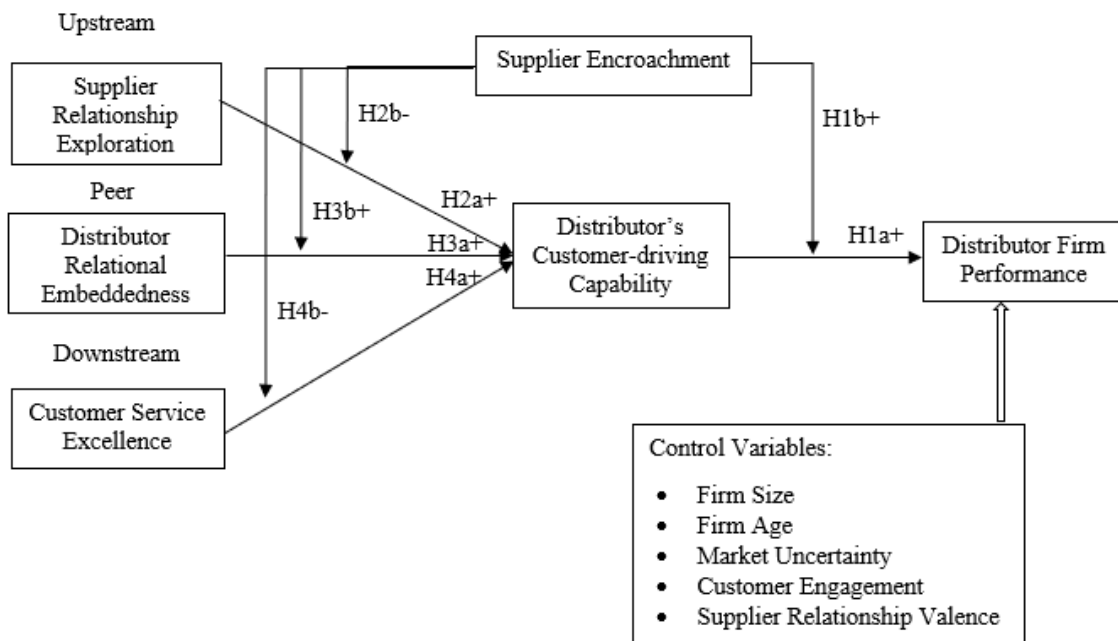 Upstream
Supplier
Relationship
Exploration
Peer
Distributor
Relational
Embeddedness
Downstream
Customer Service
Excellence
Supplier Encroachment
H2b-
H1b+
H3b+
H4b-
H2a+
H3a+
H4a+
Distributor’s
Customer-driving
Capability
H1a+
Distributor Firm
Performance
Control Variables:
• Firm Size
• Firm Age
• Market Uncertainty
• Customer Engagement
• Supplier Relationship Valence